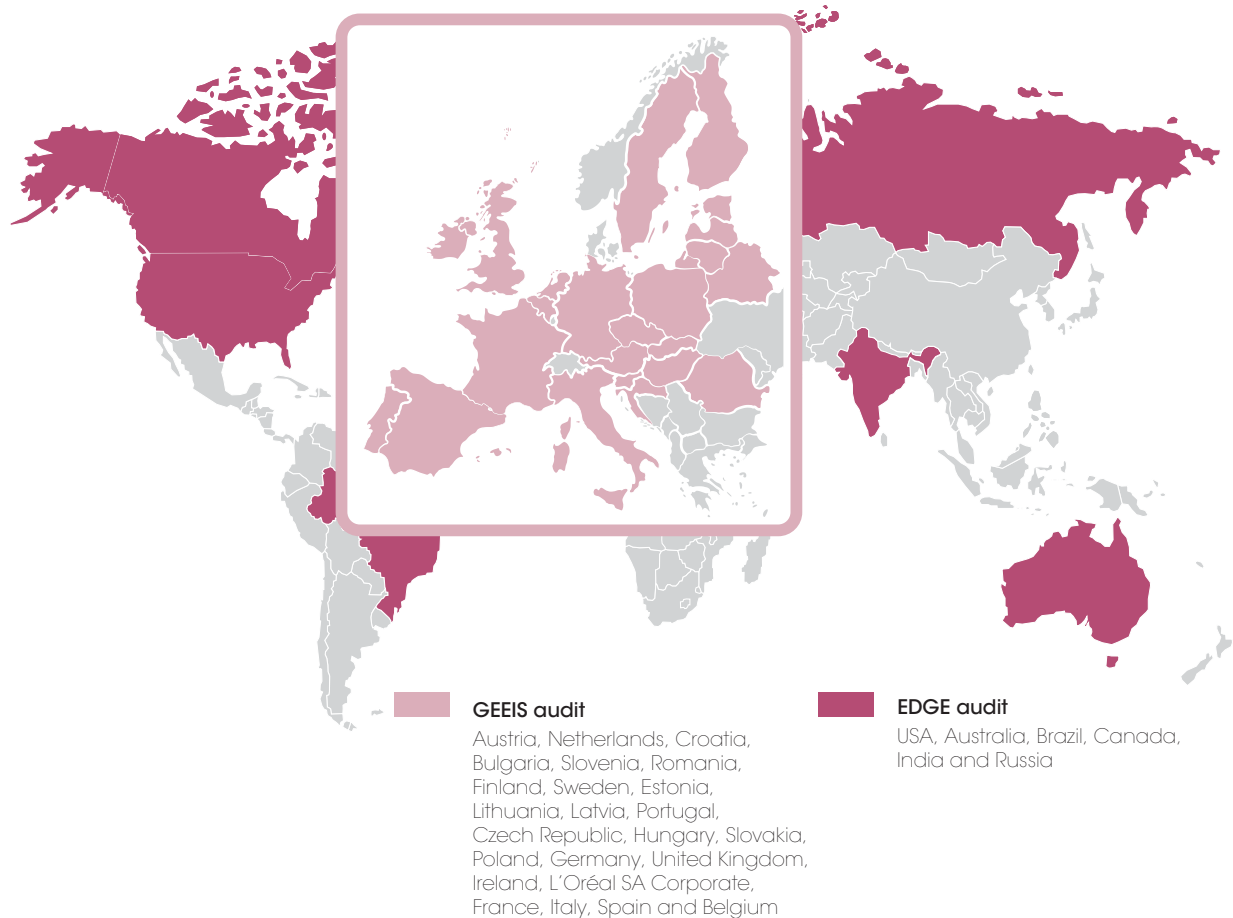 GEEIS audit
Austria, Netherlands, Croatia,
Bulgaria, Slovenia, Romania,
Finland, Sweden, Estonia,
Lithuania, Latvia, Portugal,
Czech Republic, Hungary, Slovakia,
Poland, Germany, United Kingdom,
Ireland, L'Oréal SA Corporate,
France, Italy, Spain and Belgium
EDGE audit
USA, Australia, Brazil, Canada,
India and Russia